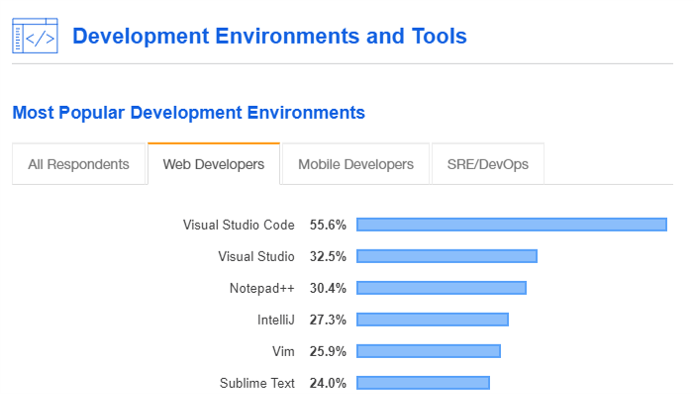 </>
Development Environments and Tools
Most Popular Development Environments
All Respondents Web Developers Mobile Developers SRE/DevOps
Visual Studio Code 55.6%
Visual Studio 32.5%
Notepad++ 30.4%
IntelliJ 27.3%
Vim 25.9%
Sublime Text 24.0%